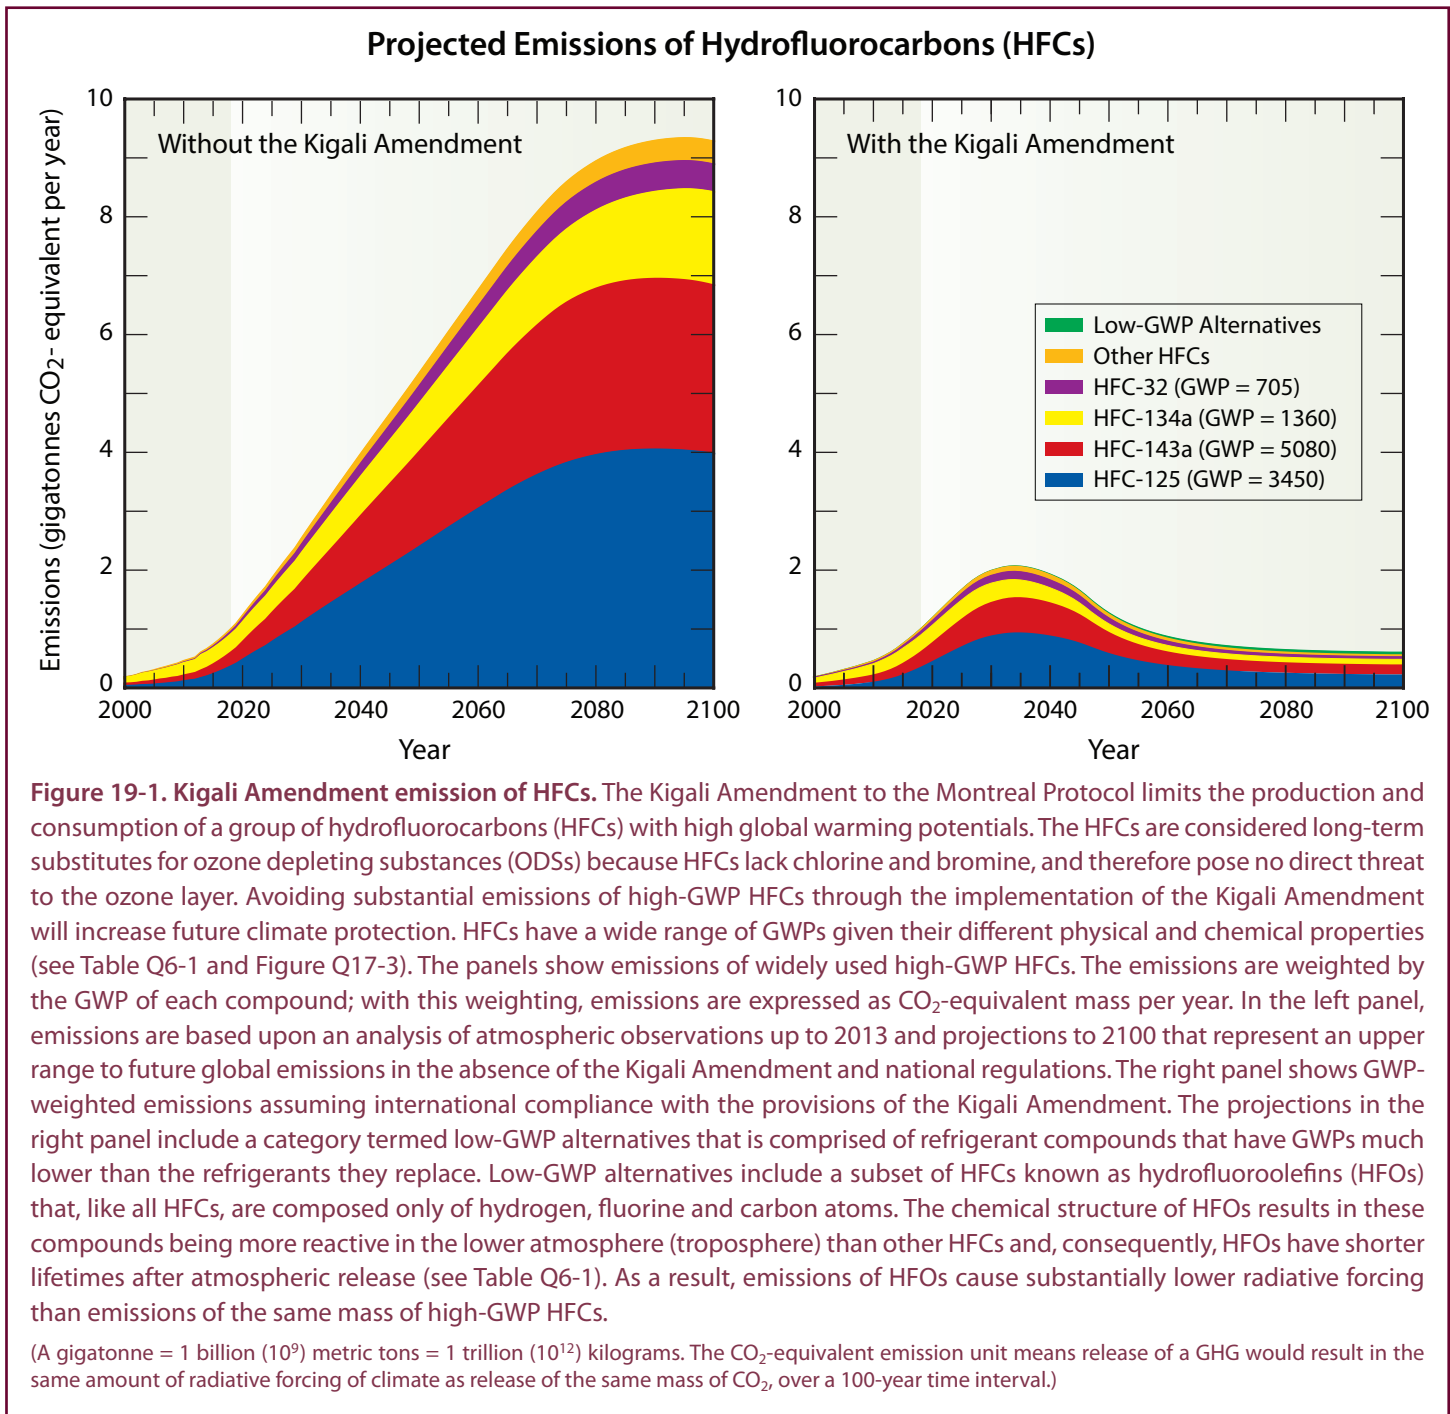 Projected Emissions of Hydrofluorocarbons (HFCs)
Emissions (gigatonnes CO₂- equivalent per year)
10
8
6
4
2
0
Without the Kigali Amendment
2000
2020
2040
2060
2080
2100
Year
10
8
6
4
2
0
With the Kigali Amendment
Low-GWP Alternatives
Other HFCs
HFC-32 (GWP = 705)
HFC-134a (GWP = 1360)
HFC-143a (GWP = 5080)
HFC-125 (GWP = 3450)
2000
2020
2040
2060
2080
2100
Year
Figure 19-1. Kigali Amendment emission of HFCs. The Kigali Amendment to the Montreal Protocol limits the production and
consumption of a group of hydrofluorocarbons (HFCs) with high global warming potentials. The HFCs are considered long-term
substitutes for ozone depleting substances (ODSs) because HFCs lack chlorine and bromine, and therefore pose no direct threat
to the ozone layer. Avoiding substantial emissions of high-GWP HFCs through the implementation of the Kigali Amendment
will increase future climate protection. HFCs have a wide range of GWPs given their different physical and chemical properties
(see Table Q6-1 and Figure Q17-3). The panels show emissions of widely used high-GWP HFCs. The emissions are weighted by
the GWP of each compound; with this weighting, emissions are expressed as CO₂-equivalent mass per year. In the left panel,
emissions are based upon an analysis of atmospheric observations up to 2013 and projections to 2100 that represent an upper
range to future global emissions in the absence of the Kigali Amendment and national regulations. The right panel shows GWP-
weighted emissions assuming international compliance with the provisions of the Kigali Amendment. The projections in the
right panel include a category termed low-GWP alternatives that is comprised of refrigerant compounds that have GWPs much
lower than the refrigerants they replace. Low-GWP alternatives include a subset of HFCs known as hydrofluoroolefins (HFOs)
that, like all HFCs, are composed only of hydrogen, fluorine and carbon atoms. The chemical structure of HFOs results in these
compounds being more reactive in the lower atmosphere (troposphere) than other HFCs and, consequently, HFOs have shorter
lifetimes after atmospheric release (see Table Q6-1). As a result, emissions of HFOs cause substantially lower radiative forcing
than emissions of the same mass of high-GWP HFCs.
(A gigatonne = 1 billion (10⁹) metric tons = 1 trillion (10¹²) kilograms. The CO₂-equivalent emission unit means release of a GHG would result in the
same amount of radiative forcing of climate as release of the same mass of CO₂, over a 100-year time interval.)